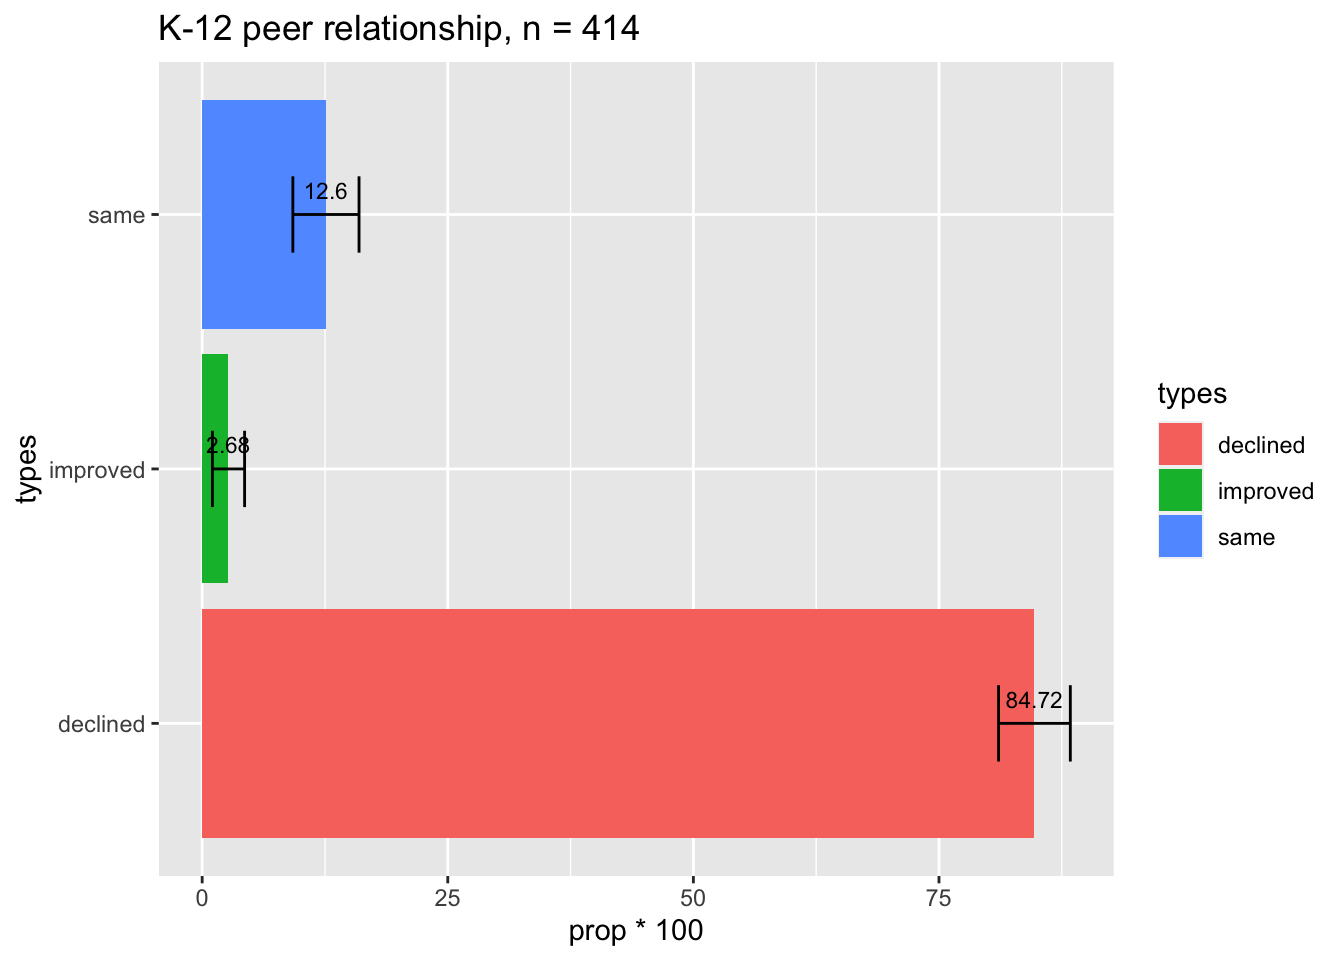 K-12 peer relationship, n = 414
12.6
same
2.68
improved
84.72
declined
types
0 25 50 75
prop * 100
types
declined
improved
same